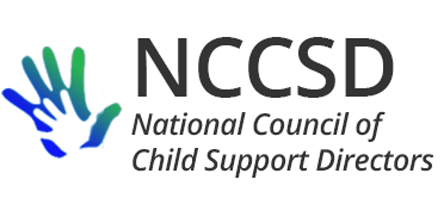 NCCSD
National Council of
Child Support Directors